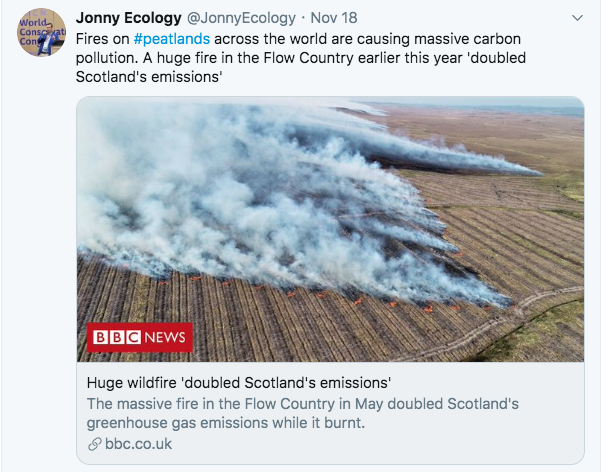 World
Conservati
Con
Jonny Ecology @JonnyEcology · Nov 18
Fires on #peatlands across the world are causing massive carbon
pollution. A huge fire in the Flow Country earlier this year 'doubled
Scotland's emissions'
BBC NEWS
Huge wildfire 'doubled Scotland's emissions'
The massive fire in the Flow Country in May doubled Scotland's
greenhouse gas emissions while it burnt.
bbc.co.uk